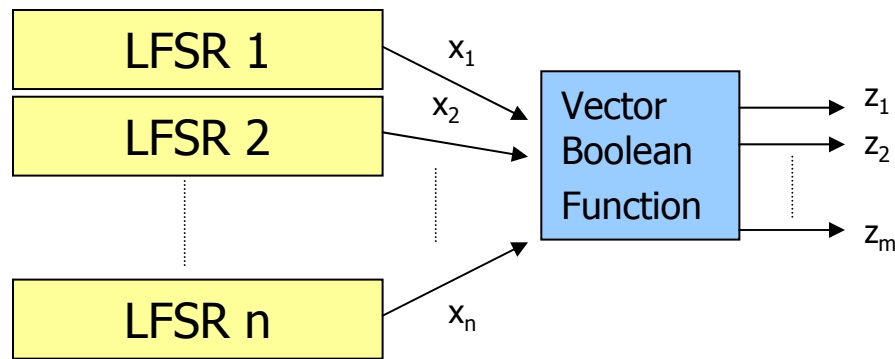 LFSR 1
x₁
LFSR 2
x₂
LFSR n
xₙ
Vector
Boolean
Function
z₁
z₂
zₘ